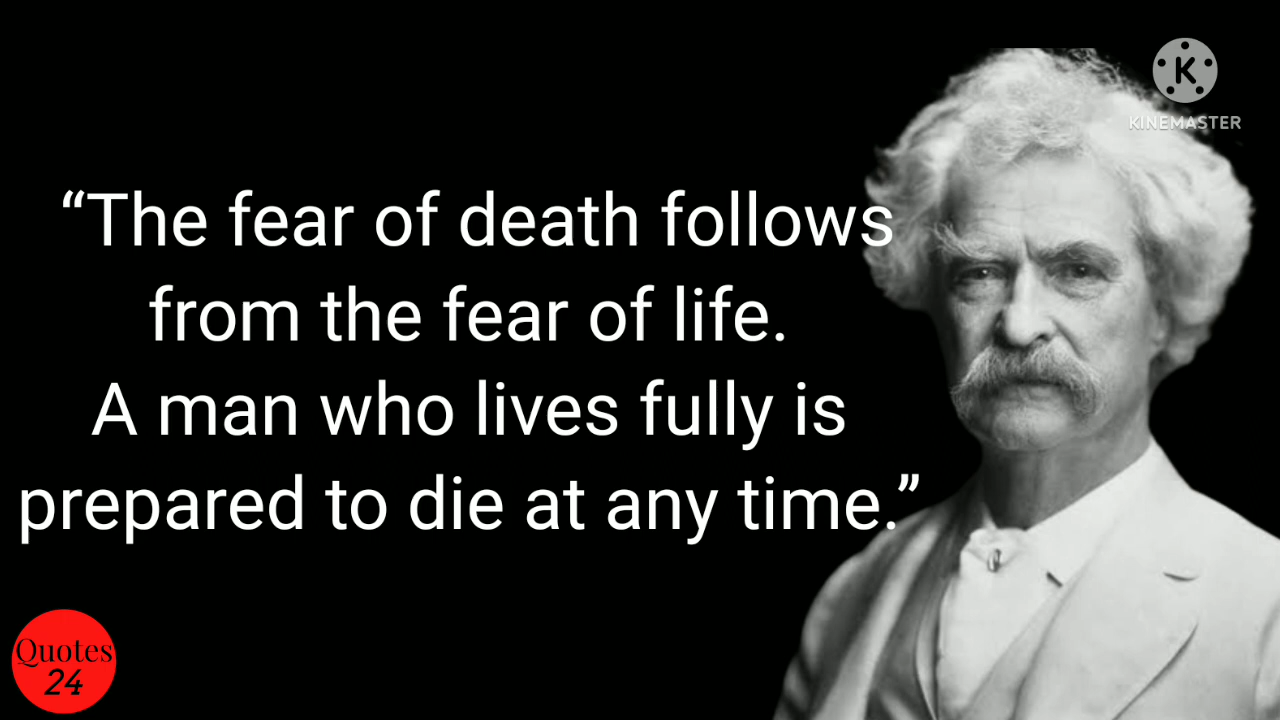 KINEMASTER
“The fear of death follows
from the fear of life.
A man who lives fully is
prepared to die at any time.”
Quotes
24